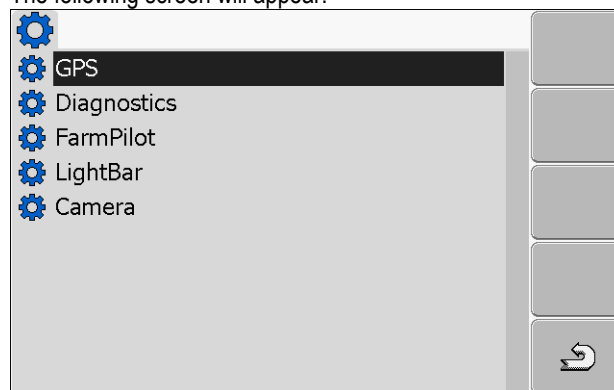 The following screen will appear:
GPS
Diagnostics
FarmPilot
LightBar
Camera